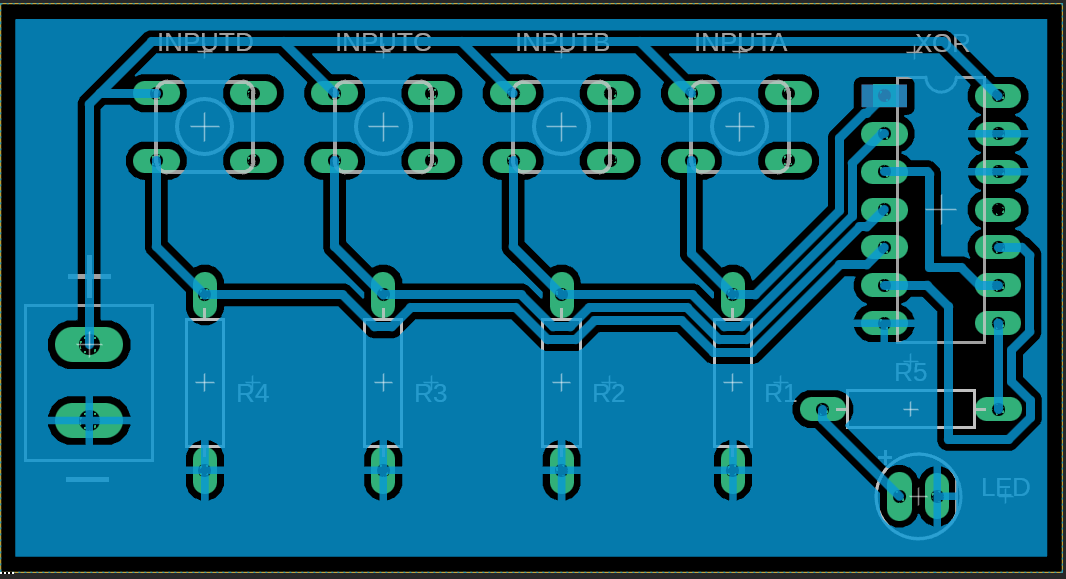 INPUTD INPUTC INPUTB INPUTA XOR
+
R5
R4 R3 R2 R1
+
LED
—